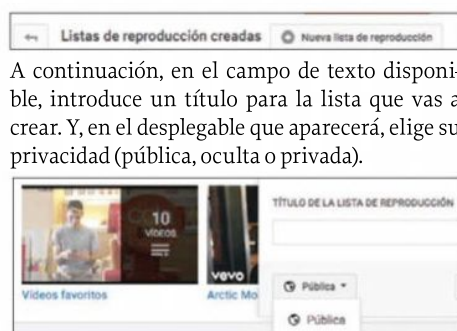 Listas de reproducción creadas Nueva lista de reproducción
A continuación, en el campo de texto disponi-
ble, introduce un título para la lista que vas a
crear. Y, en el desplegable que aparecerá, elige su
privacidad (pública, oculta o privada).
TÍTULO DE LA LISTA DE REPRODUCCIÓN
10
VÍDEOS
vevo
Vídeos favoritos
Arctic Mo
Pública
Pública